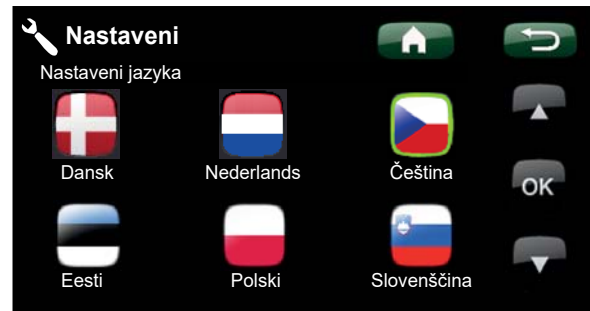 Nastaveni
Nastaveni jazyka
Dansk Nederlands Čeština
OK
Eesti Polski Slovenščina